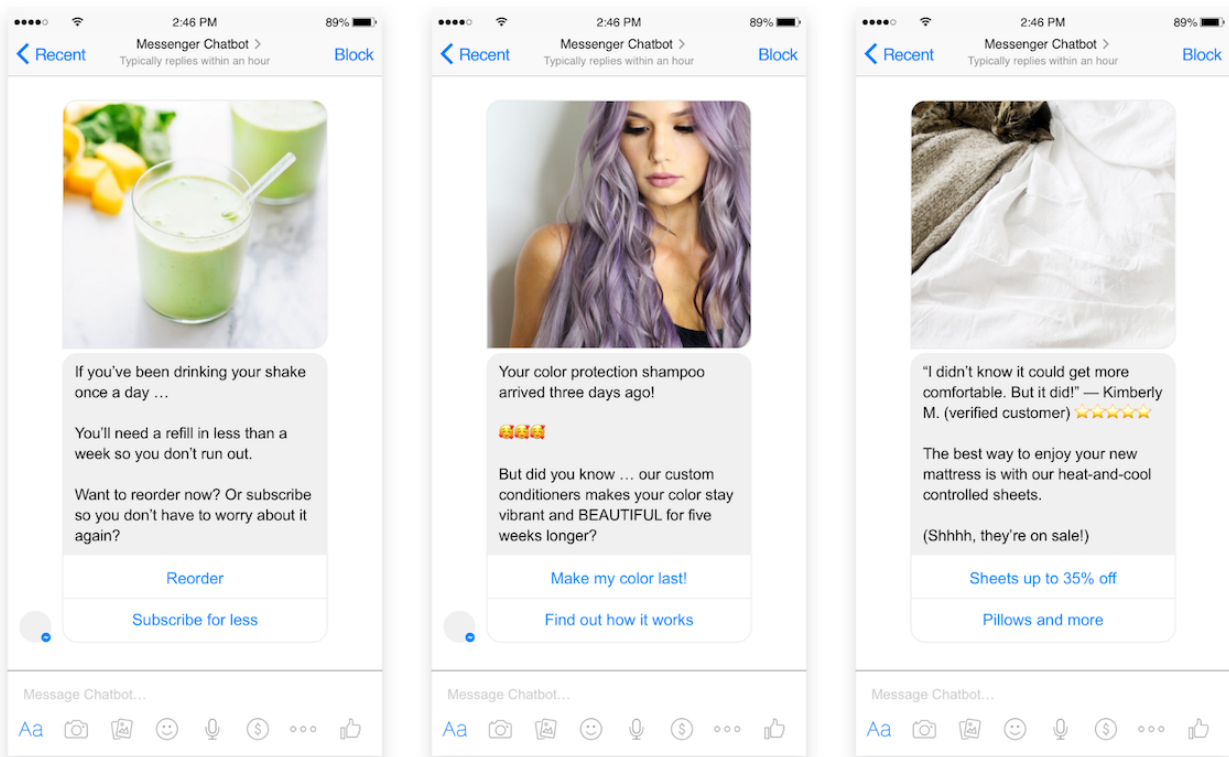 2:46 PM
89%
Recent
Messenger Chatbot
Typically replies within an hour
Block
If you’ve been drinking your shake
once a day …
You’ll need a refill in less than a
week so you don’t run out.
Want to reorder now? Or subscribe
so you don’t have to worry about it
again?
Reorder
Subscribe for less
Message Chatbot...
Aa
2:46 PM
89%
Recent
Messenger Chatbot
Typically replies within an hour
Block
Your color protection shampoo
arrived three days ago!
🥰🥰🥰
But did you know … our custom
conditioners makes your color stay
vibrant and BEAUTIFUL for five
weeks longer?
Make my color last!
Find out how it works
Message Chatbot...
Aa
2:46 PM
89%
Recent
Messenger Chatbot
Typically replies within an hour
Block
“I didn’t know it could get more
comfortable. But it did!” — Kimberly
M. (verified customer) ⭐⭐⭐⭐⭐
The best way to enjoy your new
mattress is with our heat-and-cool
controlled sheets.
(Shhhh, they’re on sale!)
Sheets up to 35% off
Pillows and more
Message Chatbot...
Aa